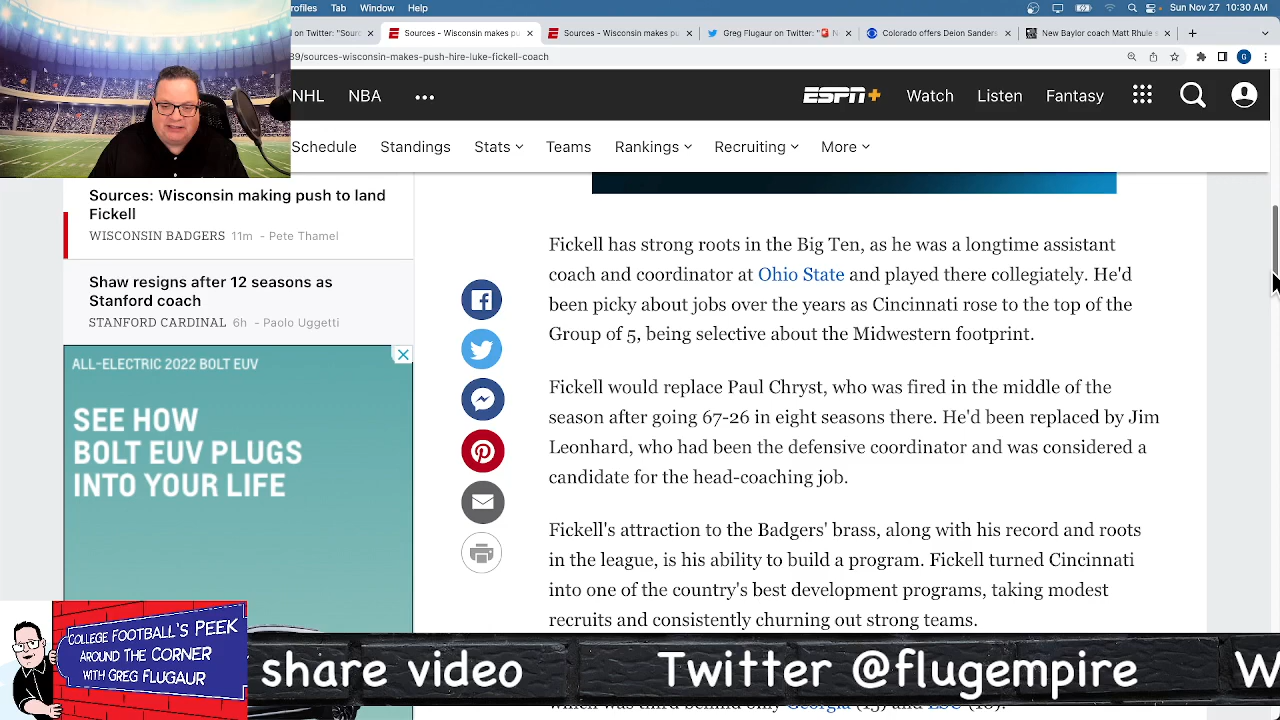 rofiles
Tab
Window
Help
Sun Nov 27
10:30 AM
on Twitter: "Sourc
Sources - Wisconsin makes pu
Sources - Wisconsin makes pu
Greg Flugaur on Twitter: "
Colorado offers Deion Sanders
New Baylor coach Matt Rhule s
89/sources-wisconsin-makes-push-hire-luke-fickell-coach
NHL
NBA
ESPN+
Watch
Listen
Fantasy
Schedule
Standings
Stats
Teams
Rankings
Recruiting
More
Sources: Wisconsin making push to land
Fickell
WISCONSIN BADGERS 11m - Pete Thamel
Shaw resigns after 12 seasons as
Stanford coach
STANFORD CARDINAL 6h - Paolo Uggetti
ALL-ELECTRIC 2022 BOLT EUV
SEE HOW
BOLT EUV PLUGS
INTO YOUR LIFE
Fickell has strong roots in the Big Ten, as he was a longtime assistant
coach and coordinator at Ohio State and played there collegiately. He'd
been picky about jobs over the years as Cincinnati rose to the top of the
Group of 5, being selective about the Midwestern footprint.
Fickell would replace Paul Chryst, who was fired in the middle of the
season after going 67-26 in eight seasons there. He'd been replaced by Jim
Leonhard, who had been the defensive coordinator and was considered a
candidate for the head-coaching job.
Fickell's attraction to the Badgers' brass, along with his record and roots
in the league, is his ability to build a program. Fickell turned Cincinnati
into one of the country's best development programs, taking modest
recruits and consistently churning out strong teams.
COLLEGE FOOTBALL'S PEEK
AROUND THE CORNER
WITH GREG FLUGAUR
share video
Twitter @flugempire
W